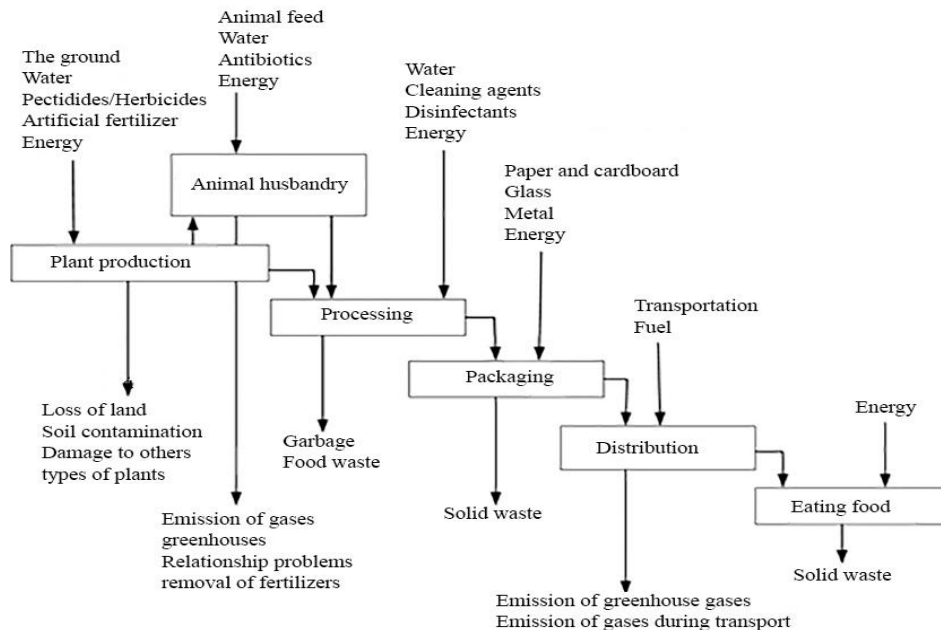 Animal feed
Water
Antibiotics
Energy
The ground
Water
Pectidides/Herbicides
Artificial fertilizer
Energy
Water
Cleaning agents
Disinfectants
Energy
Animal husbandry
Paper and cardboard
Glass
Metal
Energy
Plant production
Processing
Transportation
Fuel
Packaging
Energy
Loss of land
Soil contamination
Damage to others
types of plants
Garbage
Food waste
Distribution
Eating food
Solid waste
Emission of gases
greenhouses
Relationship problems
removal of fertilizers
Solid waste
Emission of greenhouse gases
Emission of gases during transport